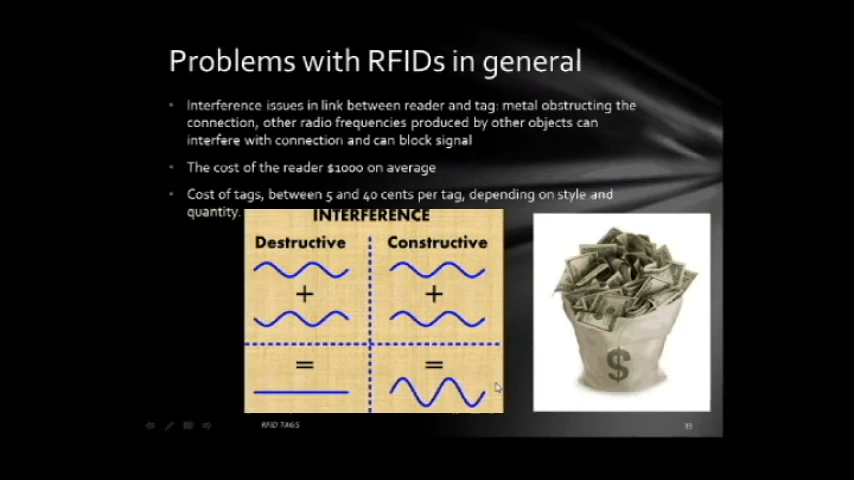 Problems with RFIDs in general
• Interference issues in link between reader and tag: metal obstructing the
connection, other radio frequencies produced by other objects can
interfere with connection and can block signal
• The cost of the reader $1000 on average
• Cost of tags, between 5 and 40 cents per tag, depending on style and
quantity.
INTERFERENCE
Destructive Constructive
+ +
= =
$
RFID TAGS